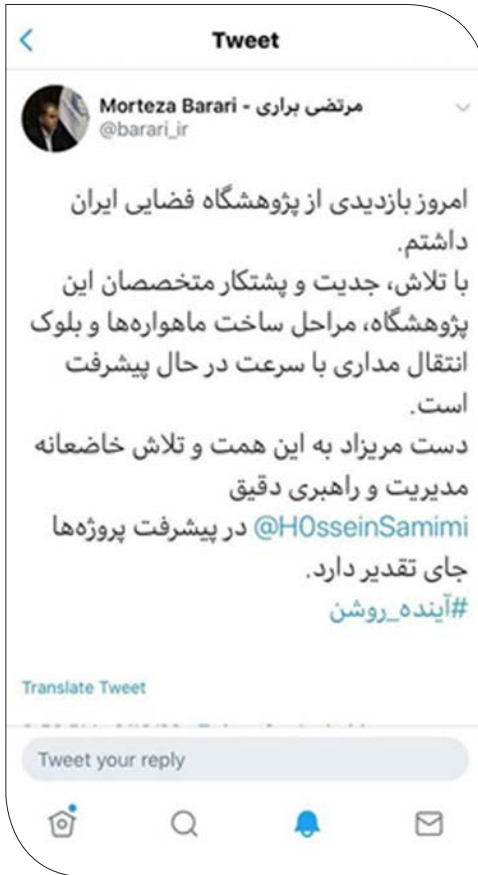 Tweet
Morteza Barari - مرتضی براری
@barari_ir
امروز بازدیدی از پژوهشگاه فضایی ایران
داشتم.
با تلاش، جدیت و پشتکار متخصصان این
پژوهشگاه، مراحل ساخت ماهواره‌ها و بلوک
انتقال مداری با سرعت در حال پیشرفت
است.
دست مریزاد به این همت و تلاش خاضعانه
مدیریت و راهبری دقیق
@H0sseinSamimi در پیشرفت پروژه‌ها
جای تقدیر دارد.
#آینده_روشن
Translate Tweet
Tweet your reply